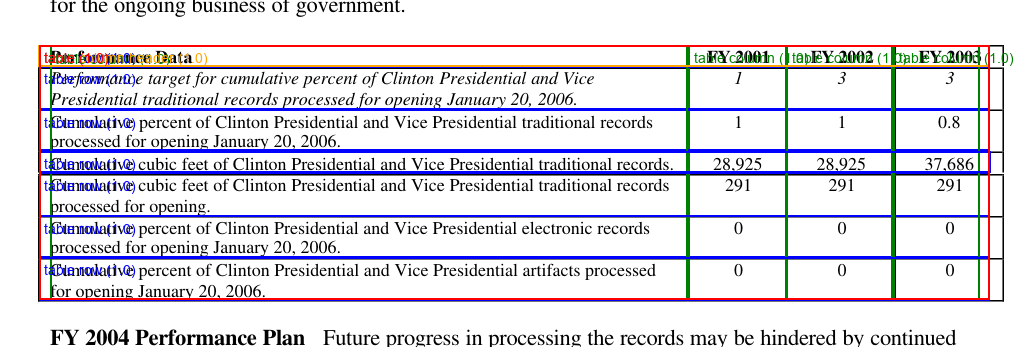 for the ongoing business of government.
Performance Data FY 2001 FY 2002 FY 2003
Performance target for cumulative percent of Clinton Presidential and Vice 1 3 3
Presidential traditional records processed for opening January 20, 2006.
Cumulative percent of Clinton Presidential and Vice Presidential traditional records 1 1 0.8
processed for opening January 20, 2006.
Cumulative cubic feet of Clinton Presidential and Vice Presidential traditional records. 28,925 28,925 37,686
Cumulative cubic feet of Clinton Presidential and Vice Presidential traditional records 291 291 291
processed for opening.
Cumulative percent of Clinton Presidential and Vice Presidential electronic records 0 0 0
processed for opening January 20, 2006.
Cumulative percent of Clinton Presidential and Vice Presidential artifacts processed 0 0 0
for opening January 20, 2006.
FY 2004 Performance Plan Future progress in processing the records may be hindered by continued